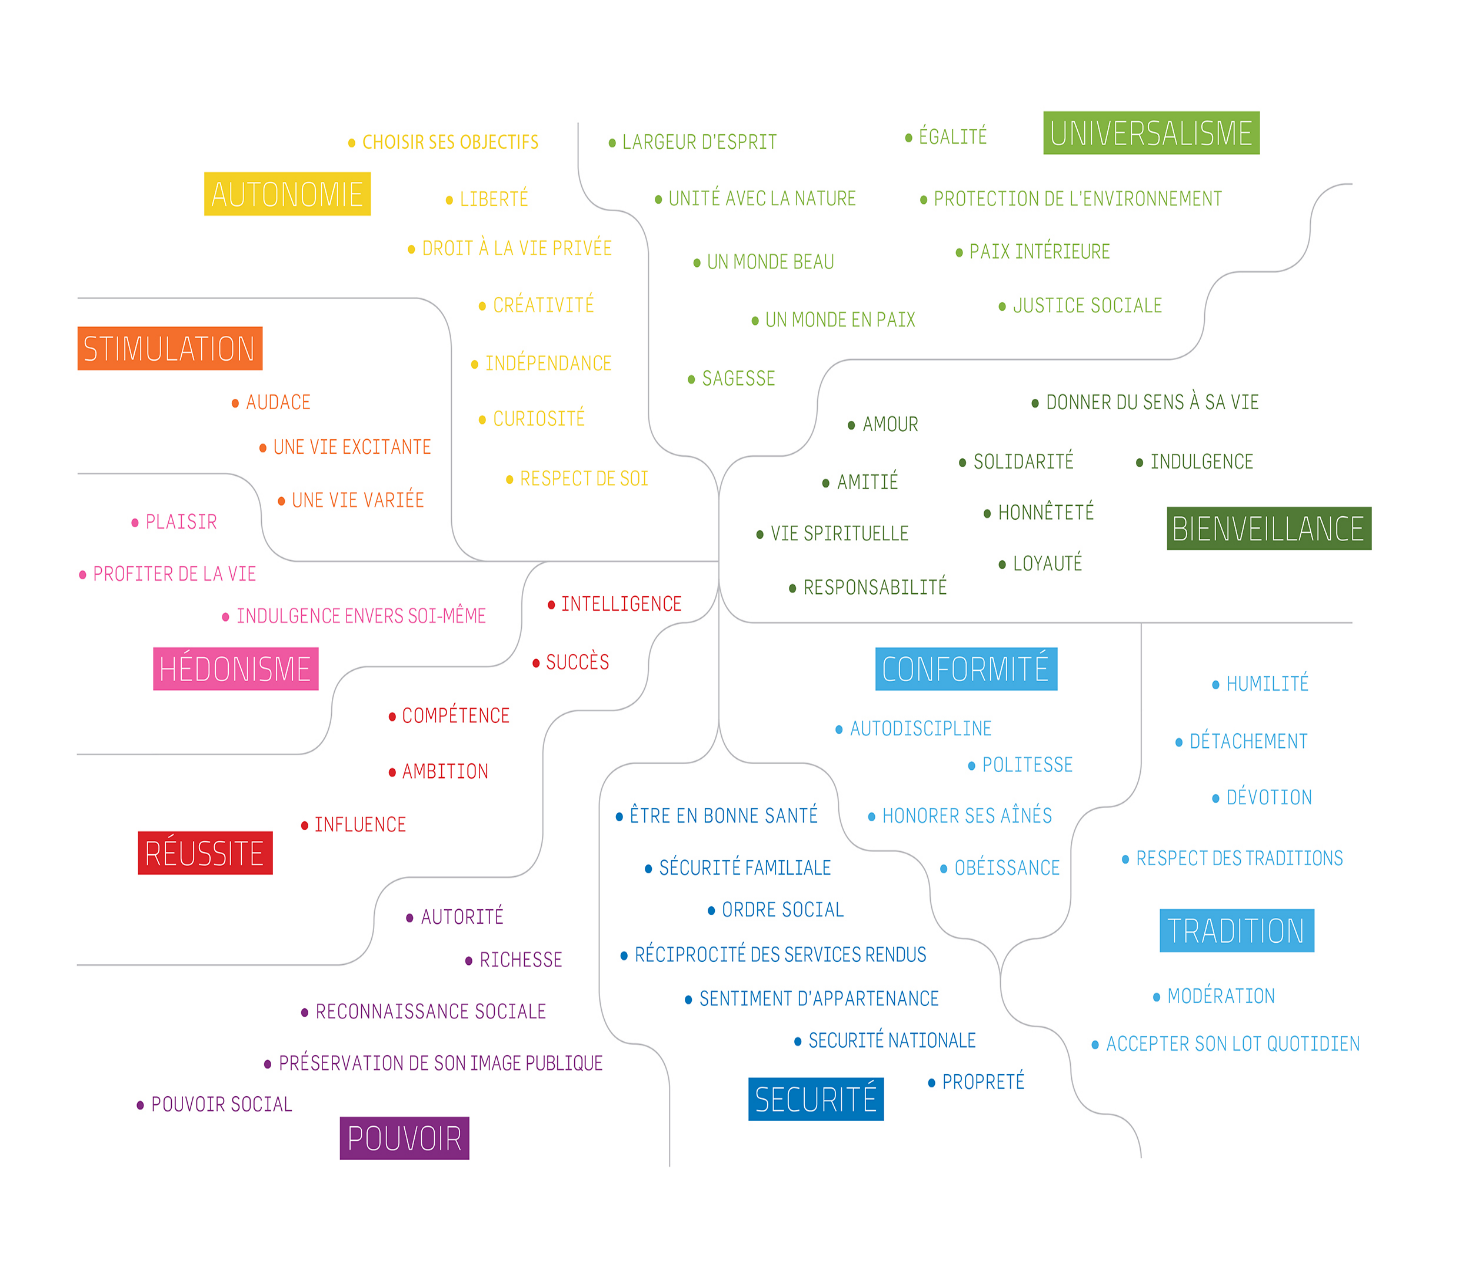 CHOISIR SES OBJECTIFS
AUTONOMIE
LIBERTÉ
DROIT À LA VIE PRIVÉE
CRÉATIVITÉ
INDÉPENDANCE
CURIOSITÉ
RESPECT DE SOI
LARGEUR D'ESPRIT
ÉGALITÉ
UNIVERSALISME
UNITÉ AVEC LA NATURE
PROTECTION DE L'ENVIRONNEMENT
UN MONDE BEAU
PAIX INTÉRIEURE
UN MONDE EN PAIX
JUSTICE SOCIALE
SAGESSE
STIMULATION
AUDACE
UNE VIE EXCITANTE
UNE VIE VARIÉE
DONNER DU SENS À SA VIE
AMOUR
SOLIDARITÉ
INDULGENCE
AMITIÉ
HONNÊTETÉ
BIENVEILLANCE
VIE SPIRITUELLE
LOYAUTÉ
RESPONSABILITÉ
PLAISIR
PROFITER DE LA VIE
INDULGENCE ENVERS SOI-MÊME
HÉDONISME
INTELLIGENCE
SUCCÈS
COMPÉTENCE
AMBITION
INFLUENCE
RÉUSSITE
CONFORMITÉ
AUTODISCIPLINE
POLITESSE
HONORER SES AÎNÉS
OBÉISSANCE
HUMILITÉ
DÉTACHEMENT
DÉVOTION
RESPECT DES TRADITIONS
TRADITION
MODÉRATION
ACCEPTER SON LOT QUOTIDIEN
AUTORITÉ
RICHESSE
RECONNAISSANCE SOCIALE
PRÉSERVATION DE SON IMAGE PUBLIQUE
POUVOIR SOCIAL
POUVOIR
ÊTRE EN BONNE SANTÉ
SÉCURITÉ FAMILIALE
ORDRE SOCIAL
RÉCIPROCITÉ DES SERVICES RENDUS
SENTIMENT D'APPARTENANCE
SECURITÉ NATIONALE
PROPRETÉ
SECURITÉ